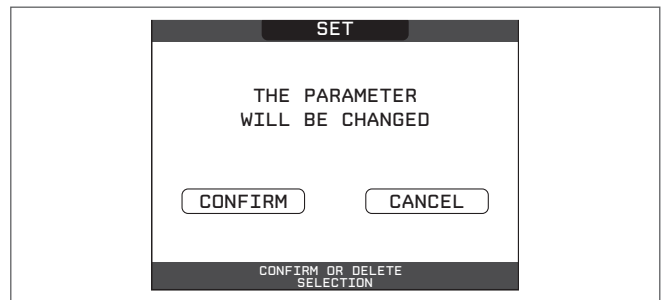 SET
THE PARAMETER
WILL BE CHANGED
CONFIRM CANCEL
CONFIRM OR DELETE
SELECTION